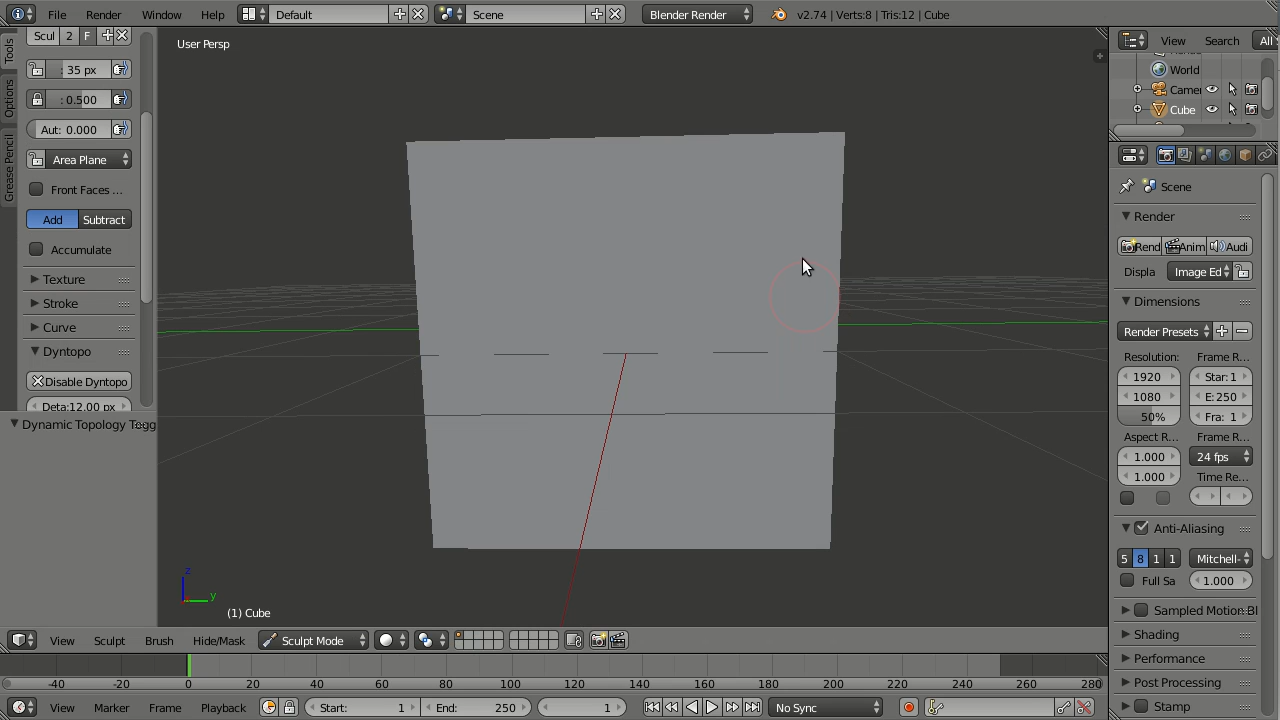 File
Render
Window
Help
Default
Scene
Blender Render
v2.74 | Verts:8 | Tris:12 | Cube
Scul
2
F
Tools
Options
Grease Pencil
: 35 px
: 0.500
Aut: 0.000
Area Plane
Front Faces ...
Add
Subtract
Accumulate
Texture
Stroke
Curve
Dyntopo
Disable Dyntopo
Deta:12.00 px
Dynamic Topology Togg
User Persp
z
y
(1) Cube
View
Search
All
World
Camer
Cube
Scene
Render
Rend
Anim
Audi
Displa
Image Ed
Dimensions
Render Presets
Resolution:
Frame R...
1920
Star: 1
1080
E: 250
50%
Fra: 1
Aspect R...
Frame R...
1.000
24 fps
1.000
Time Re...
Anti-Aliasing
5
8
1
1
Mitchell-
Full Sa
1.000
Sampled Motion Bl
Shading
Performance
Post Processing
Stamp
View
Sculpt
Brush
Hide/Mask
Sculpt Mode
-40
-20
0
20
40
60
80
100
120
140
160
180
200
220
240
260
280
View
Marker
Frame
Playback
Start: 1
End: 250
1
No Sync